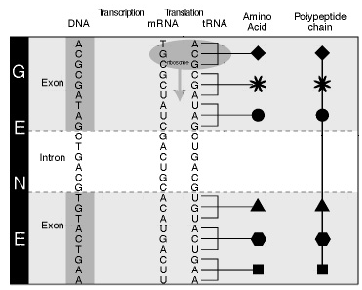 Transcription Translation
DNA mRNA tRNA Amino Acid Polypeptide chain
A T A
C G C
G C ribosome G
G C G C
Exon G C G
A U A
T A U
A U A
E G C G
C G C
T A U
Intron G C G
A U A
C G C
N G C G
T A U
G C G
T A U
Exon A U A
E C G C
T A U
G C G
A U A
A U A